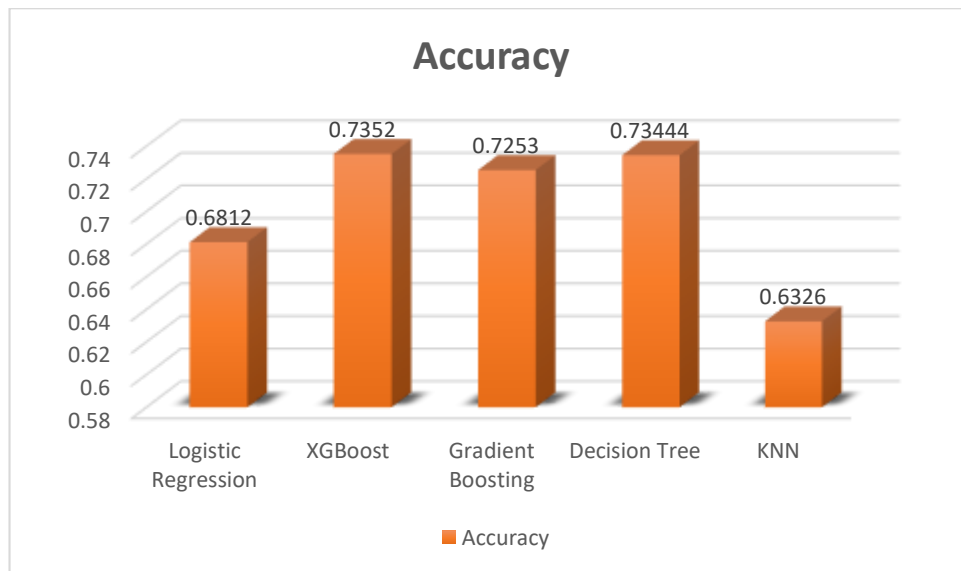 Accuracy
0.74
0.72
0.7
0.68
0.66
0.64
0.62
0.6
0.58
0.6812
0.7352
0.7253
0.73444
0.6326
Logistic
Regression
XGBoost
Gradient
Boosting
Decision Tree
KNN
Accuracy